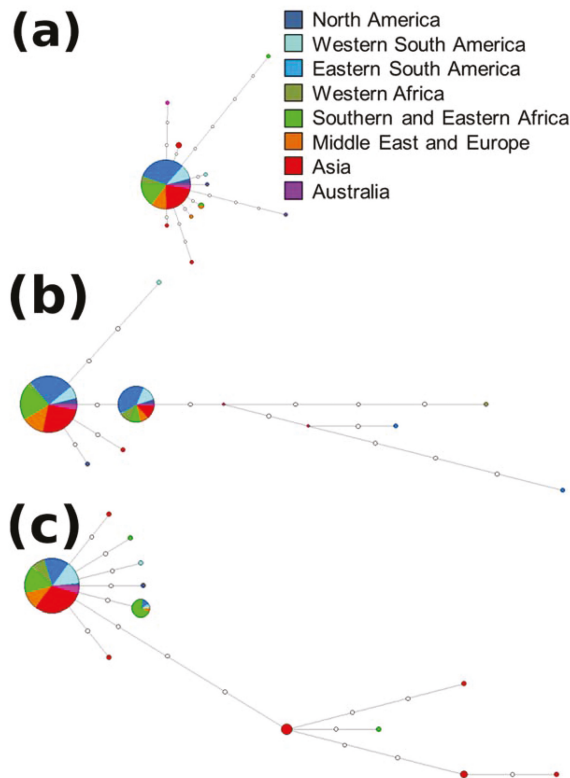 (a)
North America
Western South America
Eastern South America
Western Africa
Southern and Eastern Africa
Middle East and Europe
Asia
Australia
(b)
(c)